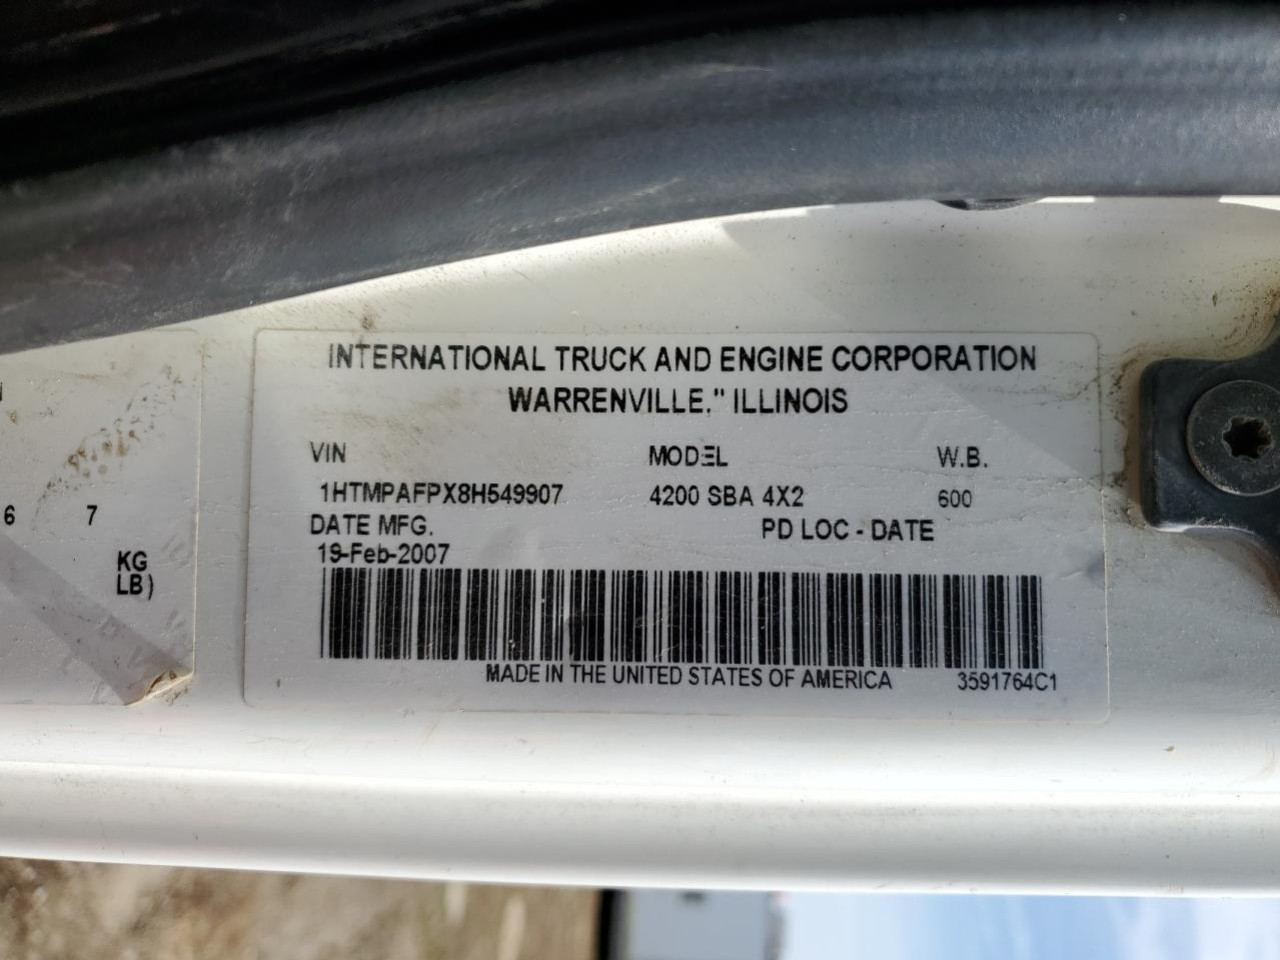 INTERNATIONAL TRUCK AND ENGINE CORPORATION
WARRENVILLE." ILLINOIS
VIN MODEL W.B.
1HTMPAFPX8H549907 4200 SBA 4X2 600
DATE MFG. PD LOC - DATE
19-Feb-2007
MADE IN THE UNITED STATES OF AMERICA 3591764C1
6 7
KG
LB)